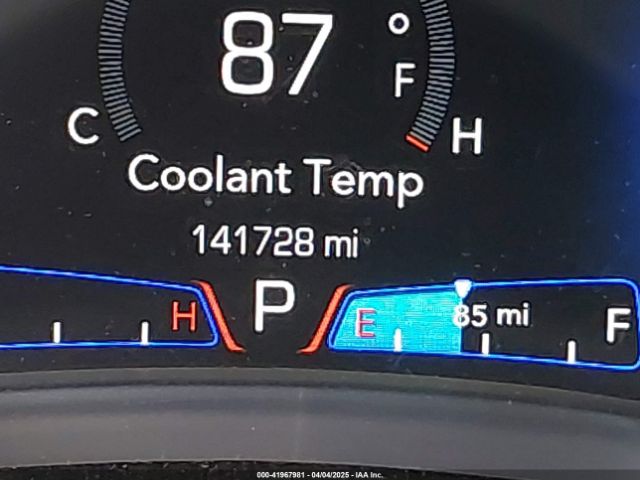 87 °
F
C
H
Coolant Temp
141728 mi
H
P
E
85 mi
F
000-41967981 - 04/04/2025 - IAA Inc.